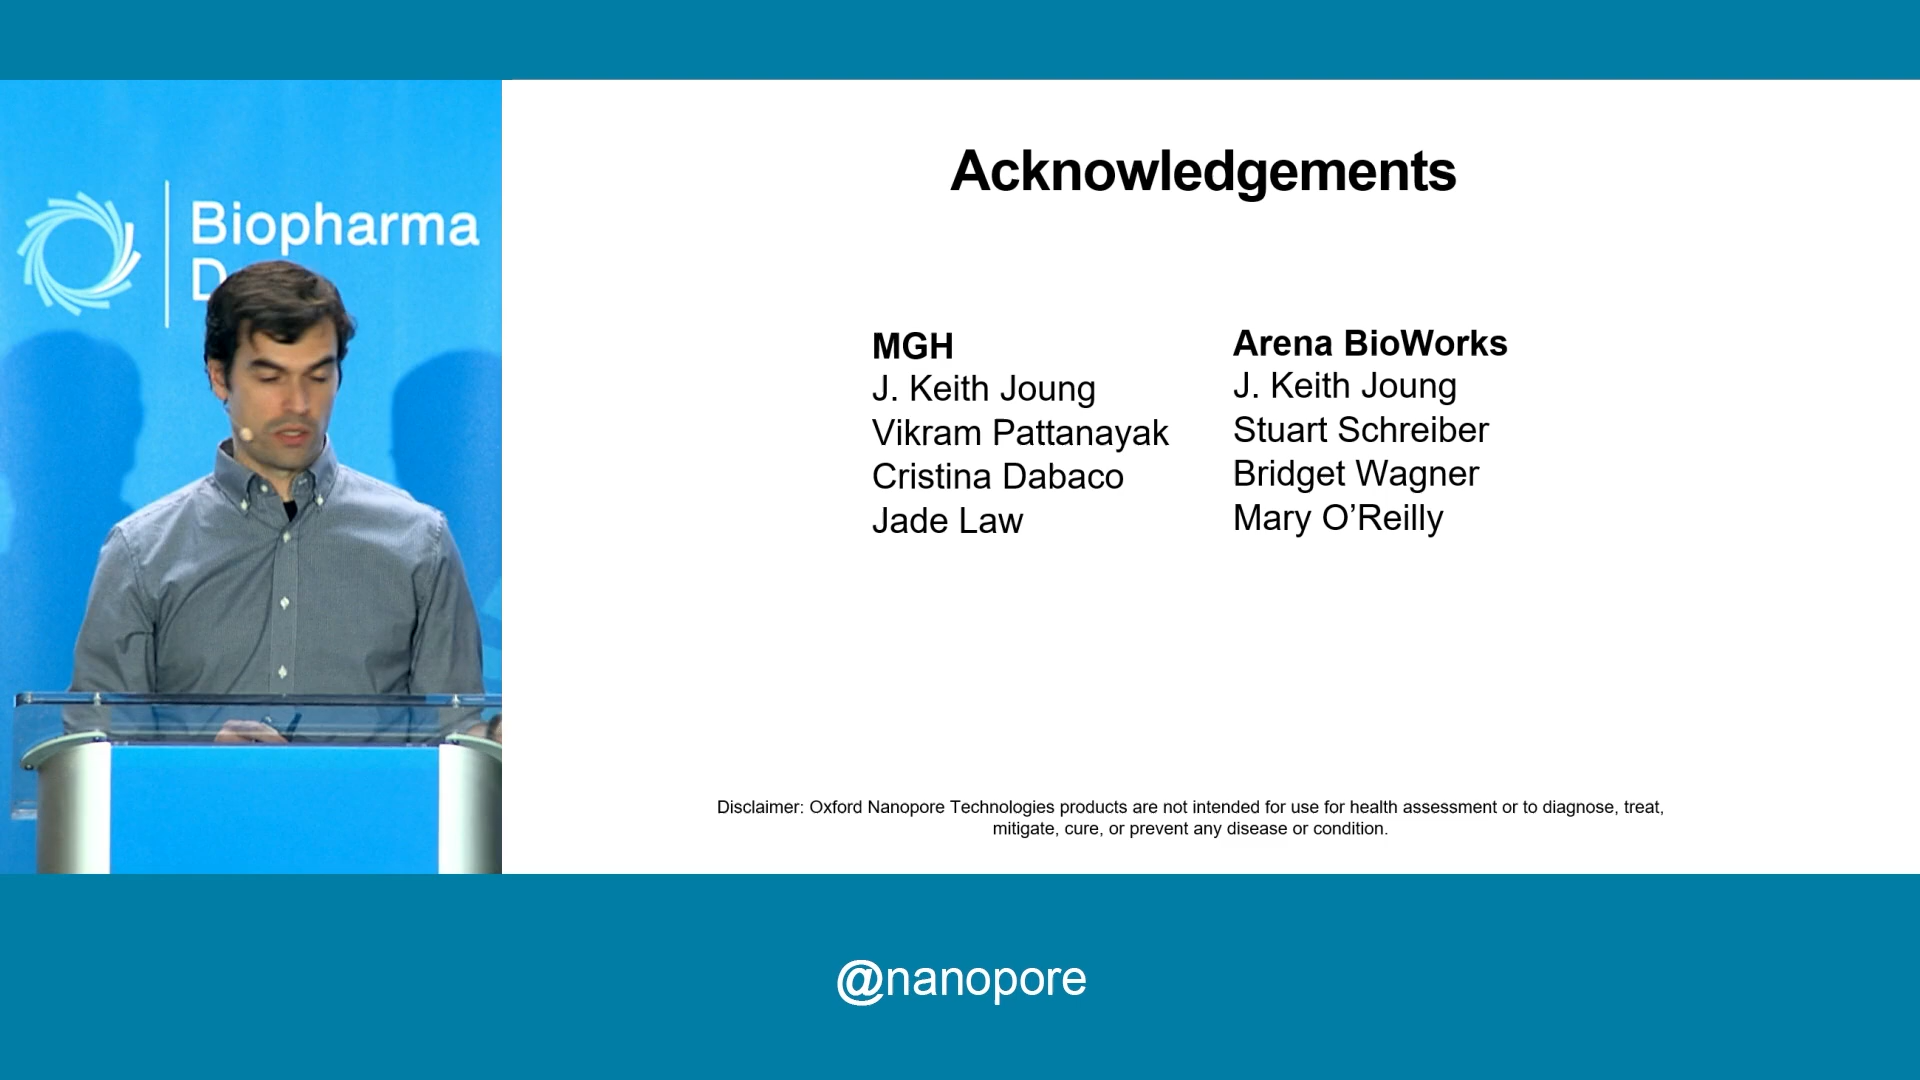 Biopharma
D
Acknowledgements
MGH
J. Keith Joung
Vikram Pattanayak
Cristina Dabaco
Jade Law
Arena BioWorks
J. Keith Joung
Stuart Schreiber
Bridget Wagner
Mary O’Reilly
Disclaimer: Oxford Nanopore Technologies products are not intended for use for health assessment or to diagnose, treat,
mitigate, cure, or prevent any disease or condition.
@nanopore